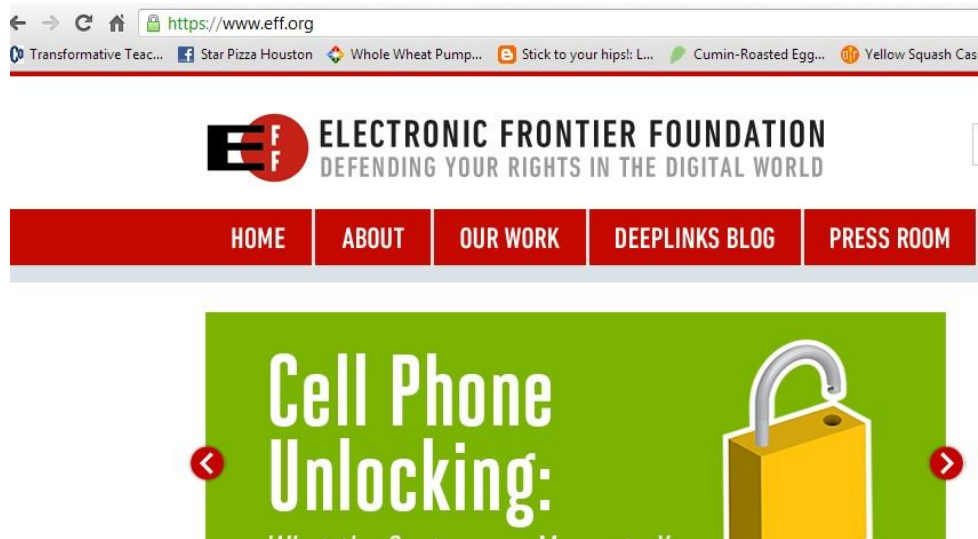 https://www.eff.org
Transformative Teac... Star Pizza Houston Whole Wheat Pump... Stick to your hips!: L... Cumin-Roasted Egg... Yellow Squash Cas
EFF
ELECTRONIC FRONTIER FOUNDATION
DEFENDING YOUR RIGHTS IN THE DIGITAL WORLD
HOME ABOUT OUR WORK DEEPLINKS BLOG PRESS ROOM
Cell Phone
Unlocking: